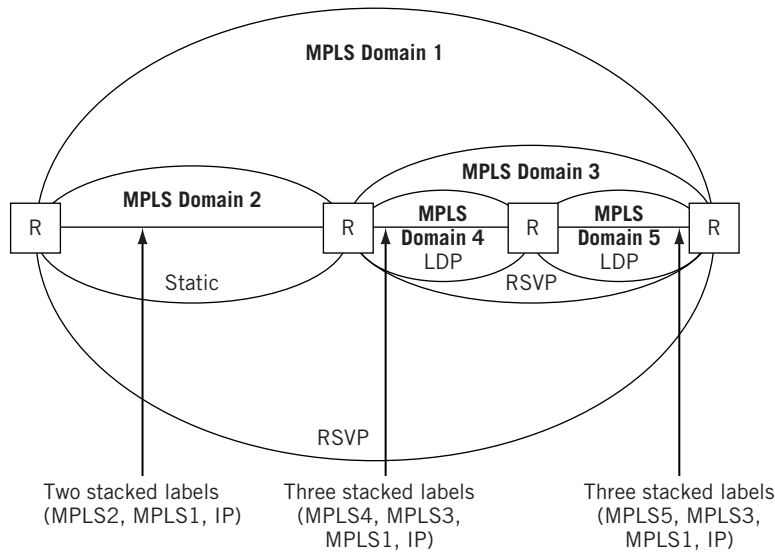 MPLS Domain 1
MPLS Domain 3
MPLS Domain 2
R
R
MPLS
Domain 4
R
MPLS
Domain 5
R
Static
LDP
LDP
RSVP
RSVP
Two stacked labels
(MPLS2, MPLS1, IP)
Three stacked labels
(MPLS4, MPLS3,
MPLS1, IP)
Three stacked labels
(MPLS5, MPLS3,
MPLS1, IP)